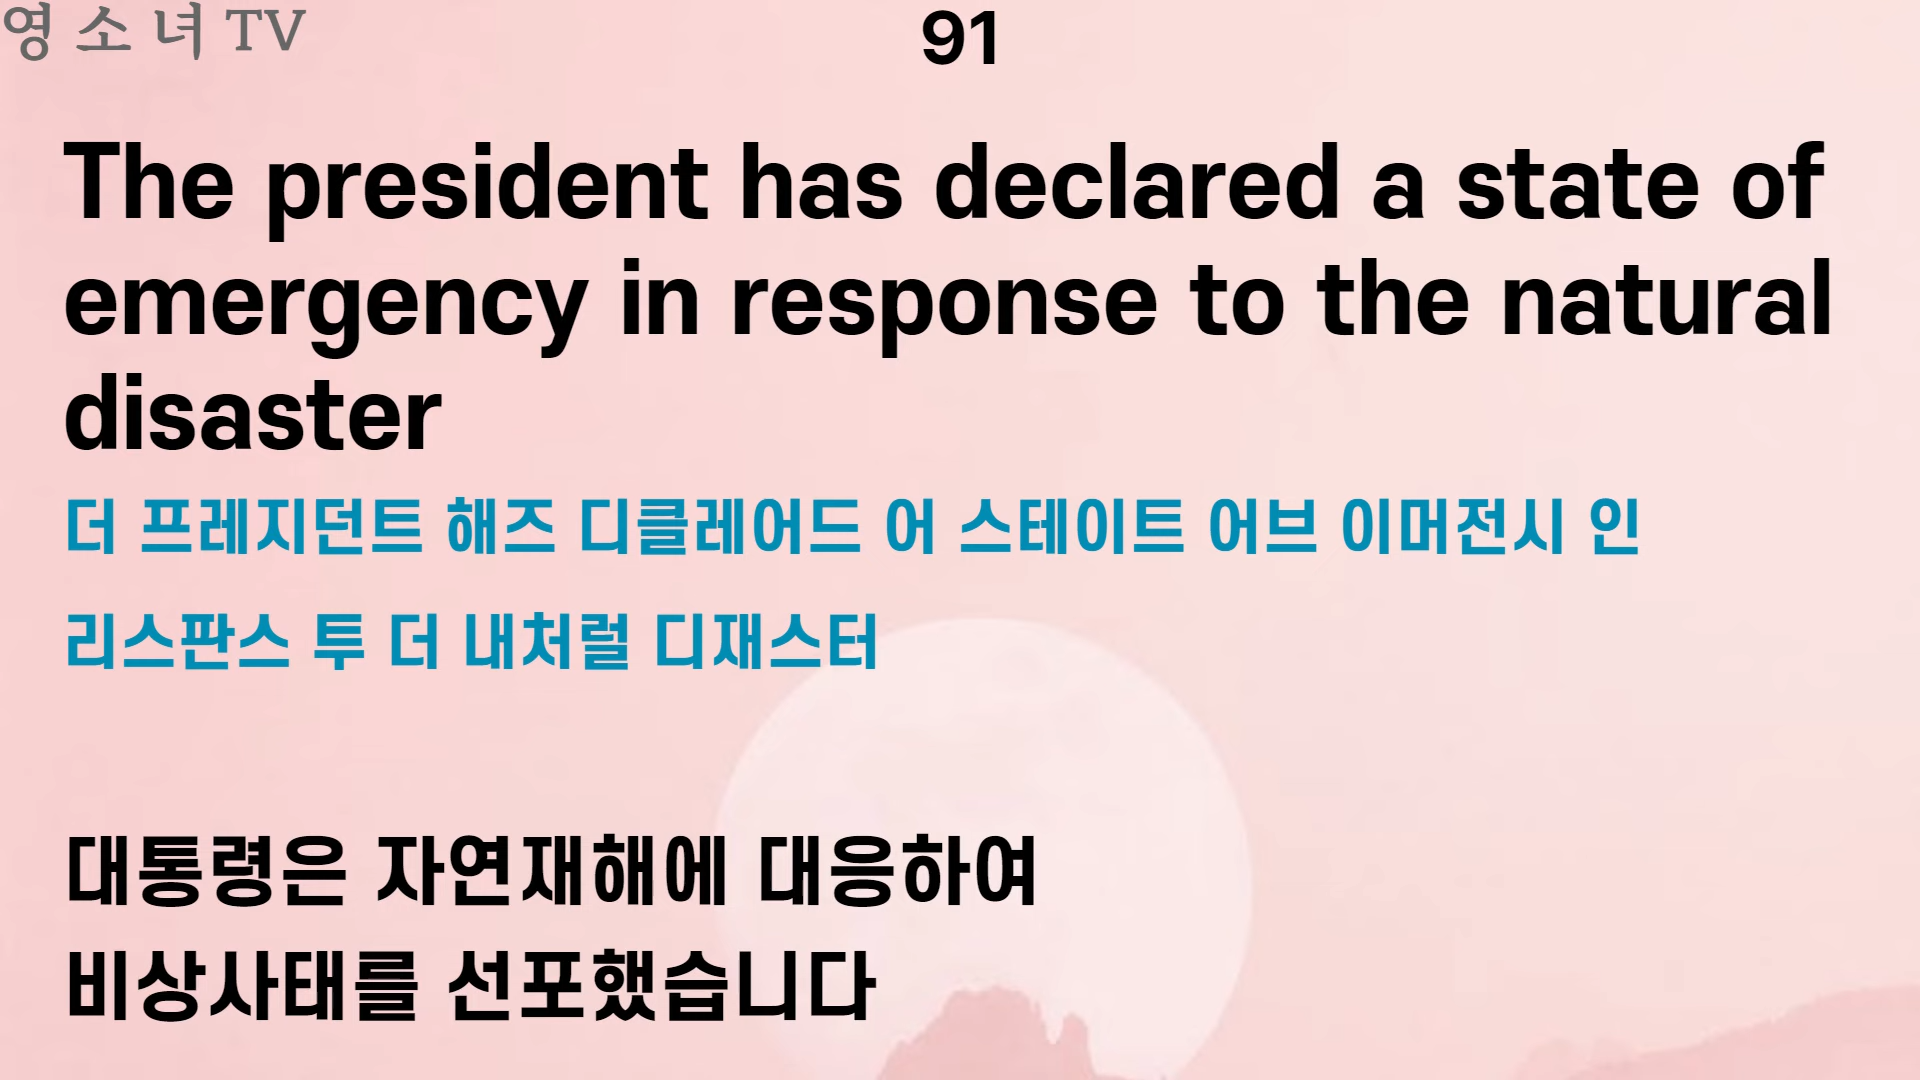 영소녀TV
91
The president has declared a state of
emergency in response to the natural
disaster
더 프레지던트 해즈 디클레어드 어 스테이트 어브 이머전시 인
리스판스 투 더 내처럴 디재스터
대통령은 자연재해에 대응하여
비상사태를 선포했습니다